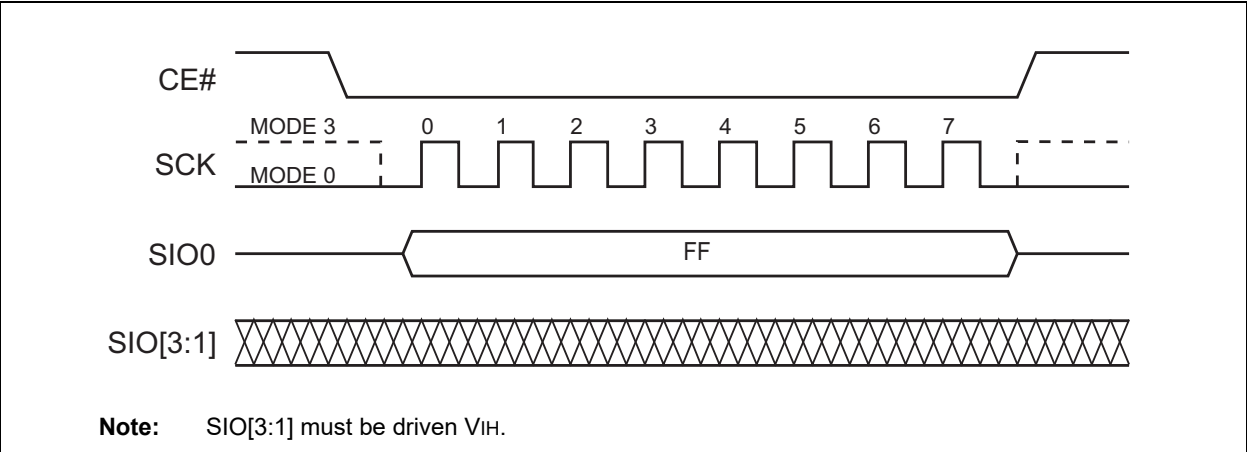 CE#
MODE 3 0 1 2 3 4 5 6 7
SCK
MODE 0
SIO0 FF
SIO[3:1]
Note: SIO[3:1] must be driven VIH.